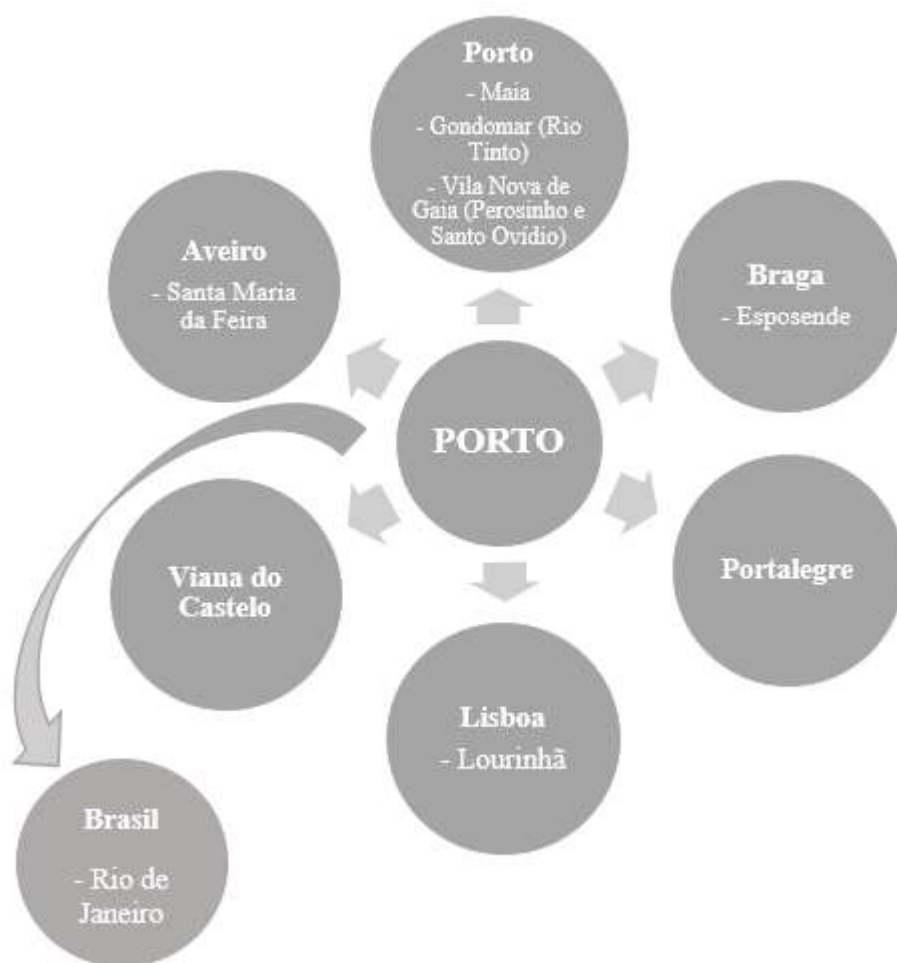 Porto
- Maia
- Gondomar (Rio
Tinto)
- Vila Nova de
Gaia (Perosinho e
Santo Ovídio)
Aveiro
- Santa Maria
da Feira
Braga
- Esposende
PORTO
Viana do
Castelo
Portalegre
Lisboa
- Lourinhã
Brasil
- Rio de
Janeiro